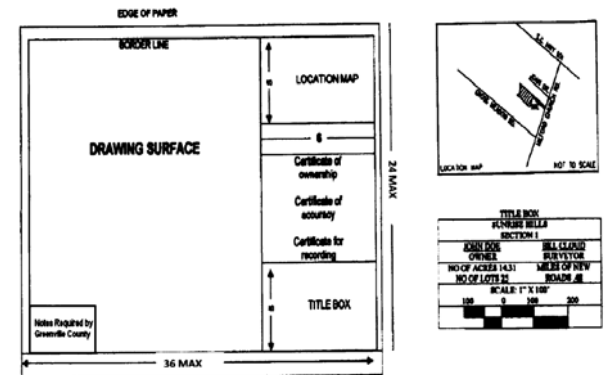 EDGE OF PAPER
BORDER LINE
LOCATION MAP
6
DRAWING SURFACE
Certificate of
ownership
Certificate of
accuracy
Certificate for
recording
24 MAX
TITLE BOX
Notes Required by
Greenville County
36 MAX
LOCATION MAP
NOT TO SCALE
TITLE BOX
SUNRISE HILLS
SECTION 1
JOHN DOE
BILL CLOUD
OWNER
SURVEYOR
NO OF ACRES 14.31
MILES OF NEW
NO OF LOTS 25
ROADS
SCALE: 1" X 100'
100 0 100 200